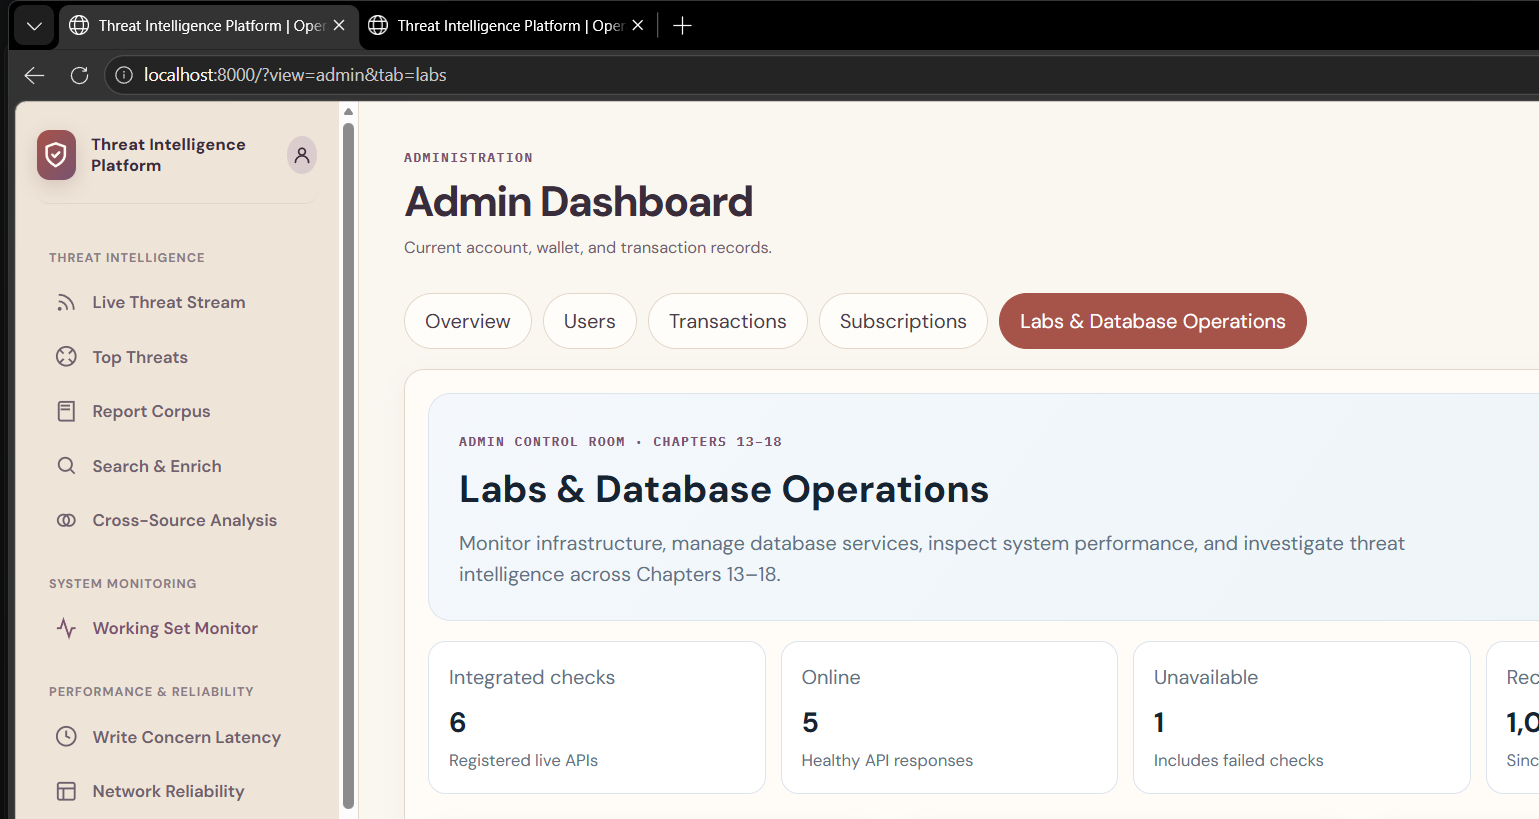 Threat Intelligence Platform | Oper
Threat Intelligence Platform | Oper
localhost:8000/?view=admin&tab=labs
Threat Intelligence
Platform
THREAT INTELLIGENCE
Live Threat Stream
Top Threats
Report Corpus
Search & Enrich
Cross-Source Analysis
SYSTEM MONITORING
Working Set Monitor
PERFORMANCE & RELIABILITY
Write Concern Latency
Network Reliability
ADMINISTRATION
Admin Dashboard
Current account, wallet, and transaction records.
Overview
Users
Transactions
Subscriptions
Labs & Database Operations
ADMIN CONTROL ROOM · CHAPTERS 13–18
Labs & Database Operations
Monitor infrastructure, manage database services, inspect system performance, and investigate threat
intelligence across Chapters 13–18.
Integrated checks
6
Registered live APIs
Online
5
Healthy API responses
Unavailable
1
Includes failed checks
Rec
1,0
Sinc